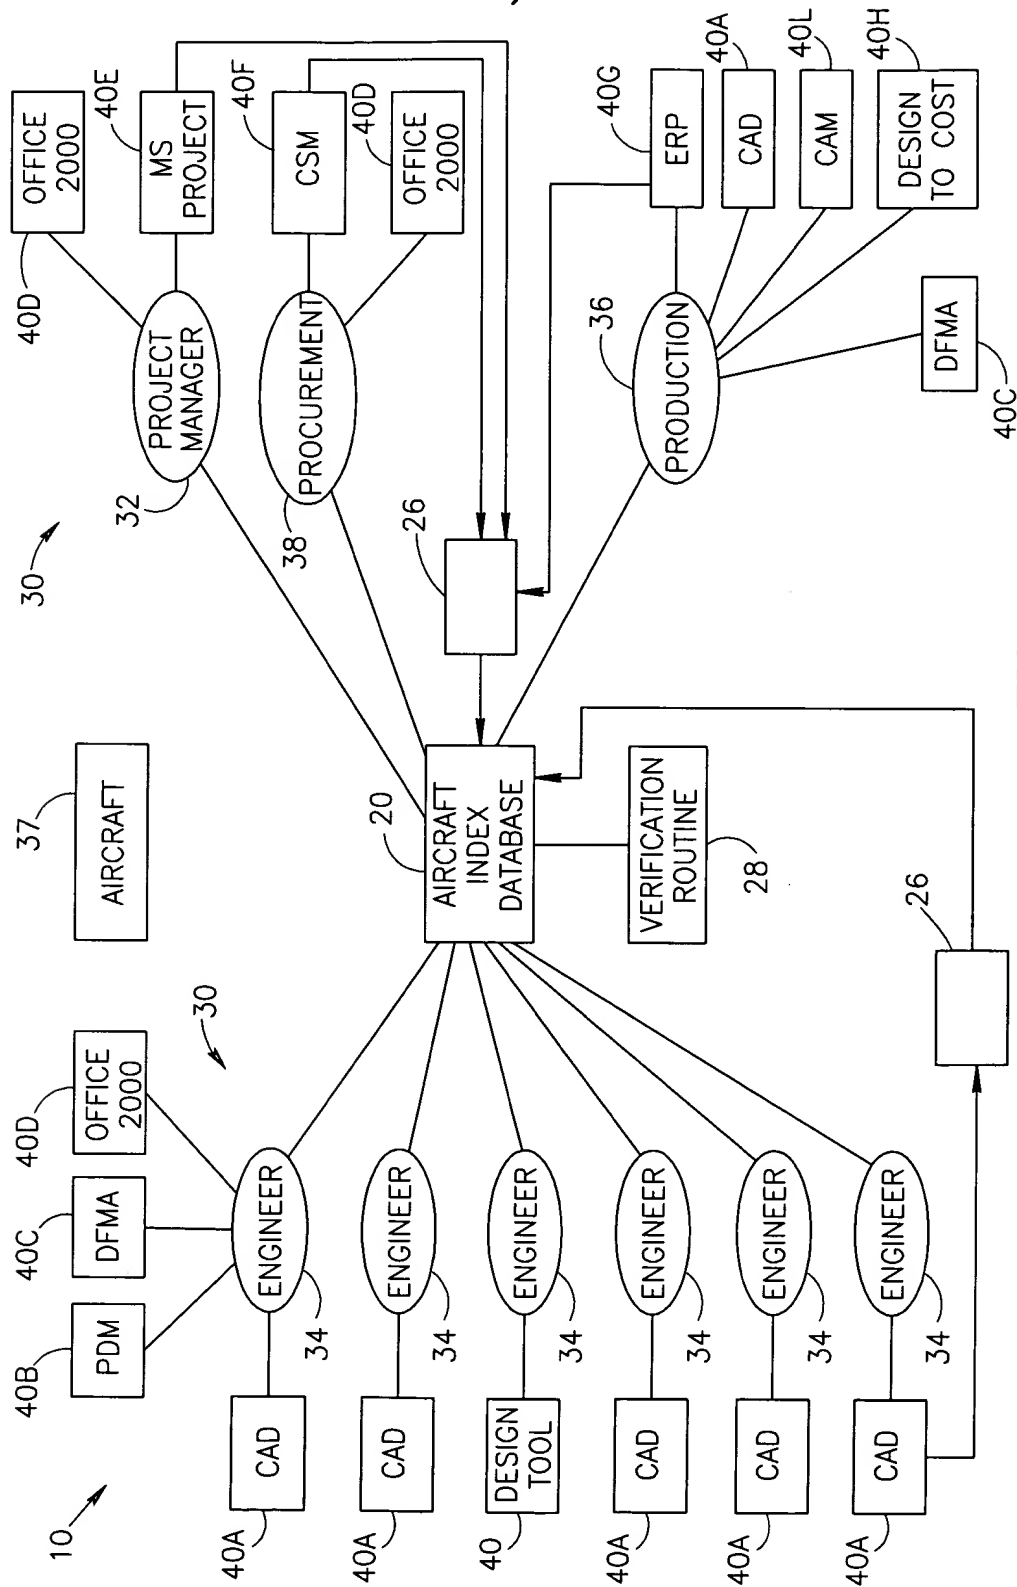 10
40B
PDM
40C
DFMA
40D
OFFICE
2000
30
37
AIRCRAFT
30
40D
OFFICE
2000
32
PROJECT
MANAGER
40E
MS
PROJECT
38
PROCUREMENT
40F
CSM
40D
OFFICE
2000
40A
CAD
34
ENGINEER
40A
CAD
34
ENGINEER
40
DESIGN
TOOL
34
ENGINEER
40A
CAD
34
ENGINEER
40A
CAD
34
ENGINEER
40A
CAD
34
ENGINEER
20
AIRCRAFT
INDEX
DATABASE
26
VERIFICATION
ROUTINE
28
26
36
PRODUCTION
40G
ERP
40A
CAD
40L
CAM
40H
DESIGN
TO COST
DFMA
40C